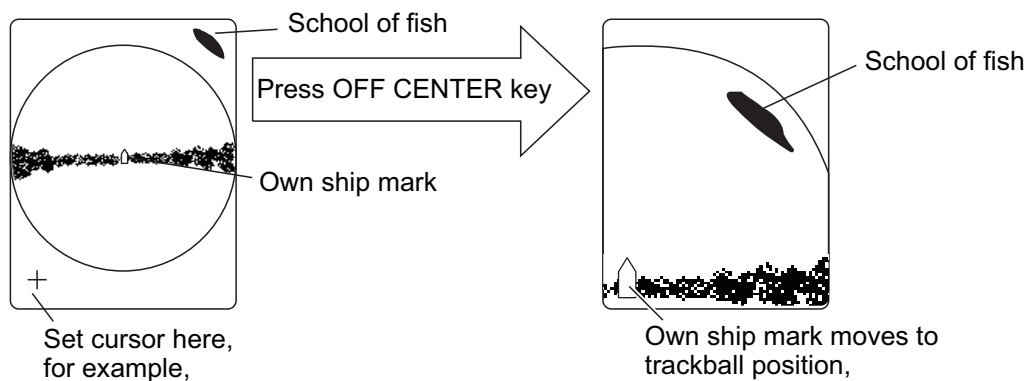 School of fish
Press OFF CENTER key
Own ship mark
Set cursor here,
for example,
School of fish
Own ship mark moves to
trackball position,